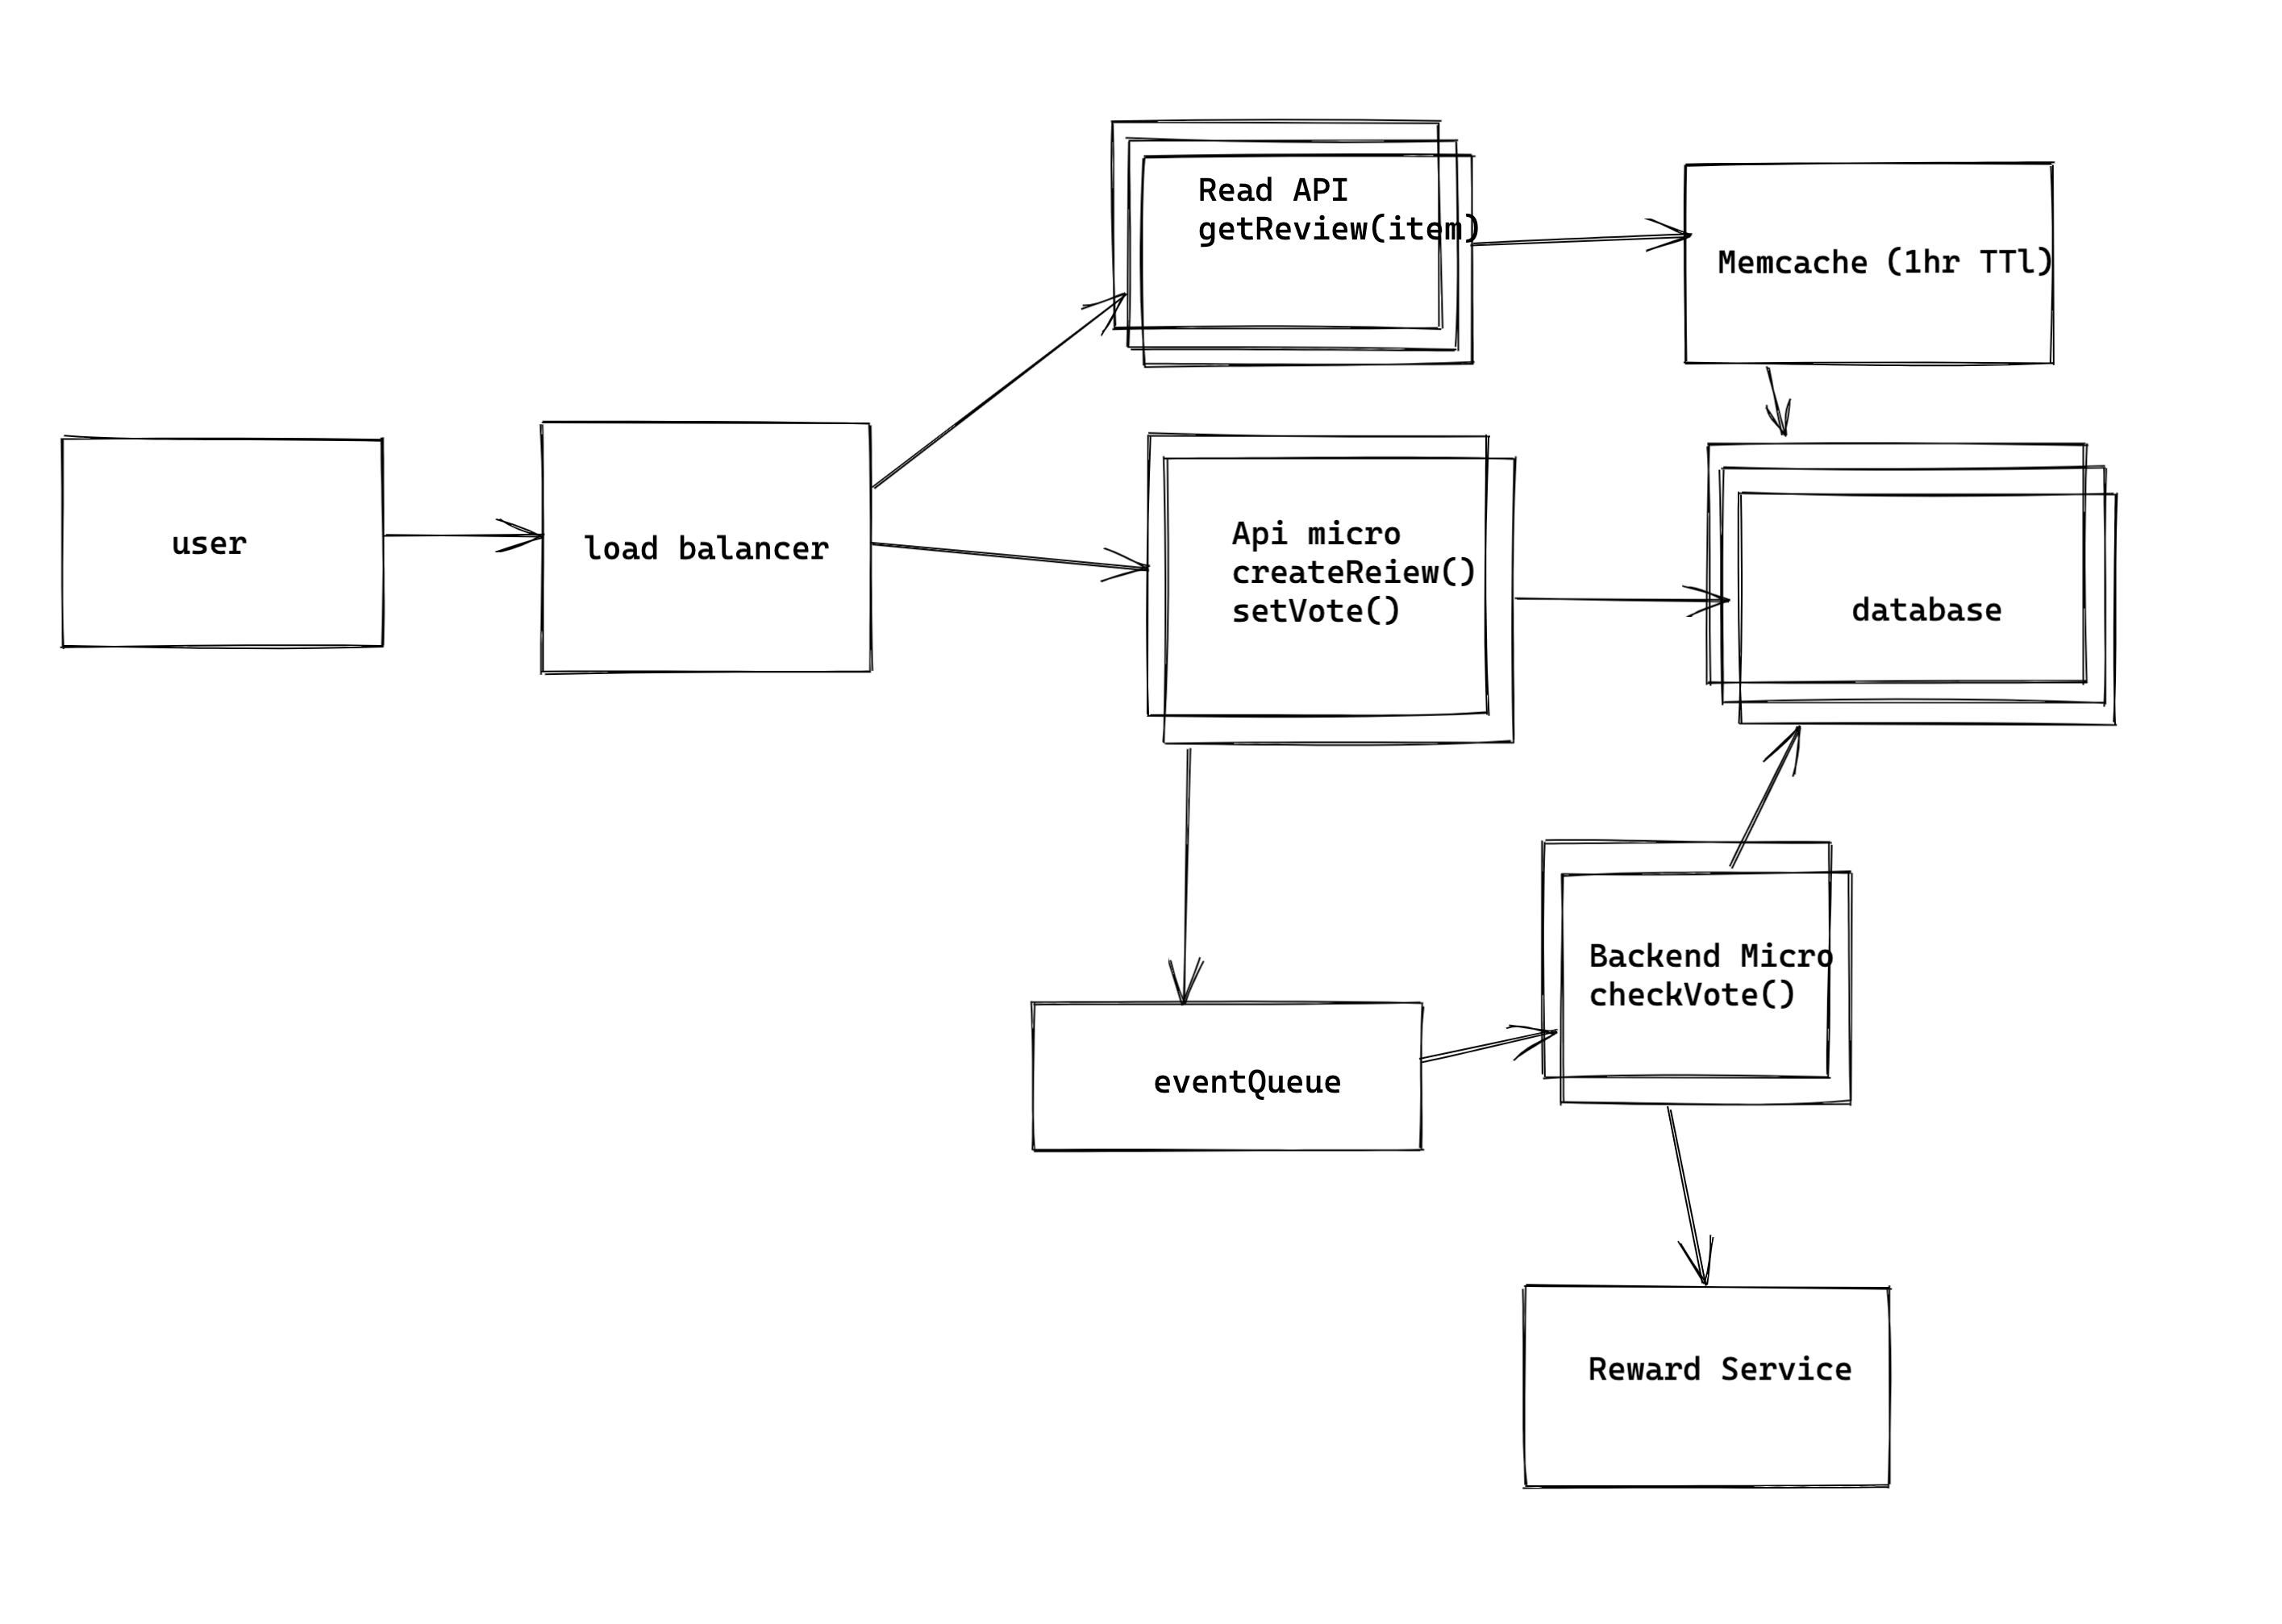 Read API
getReview(item)
Memcache (1hr TTl)
user
load balancer
Api micro
createReiew()
setVote()
database
Backend Micro
checkVote()
eventQueue
Reward Service